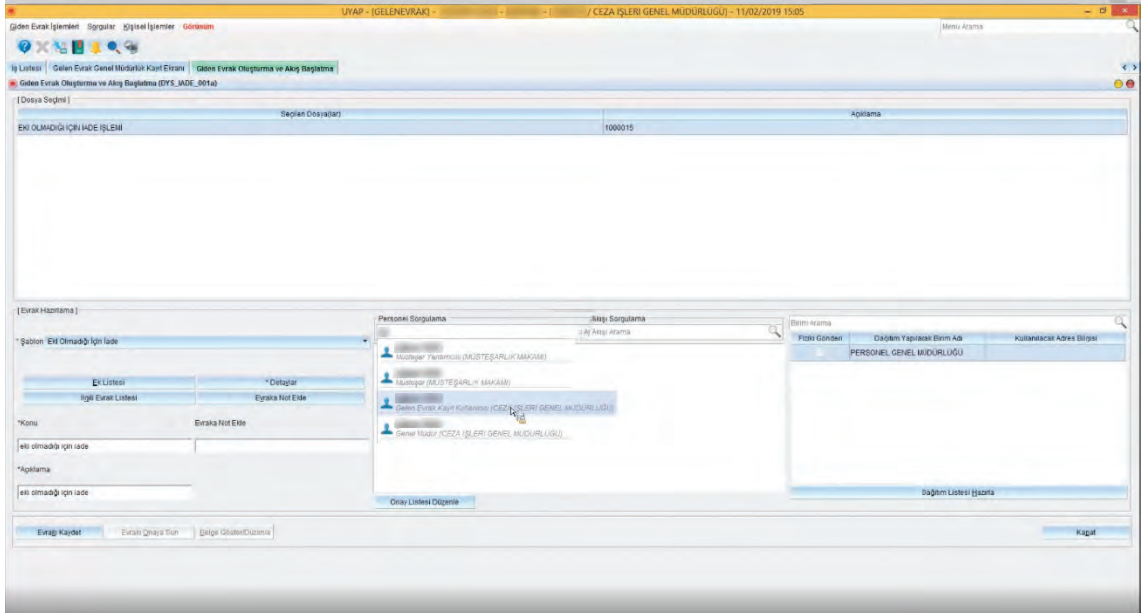 UYAP - [GELENEVRAK] - - - [ / CEZA İŞLERİ GENEL MÜDÜRLÜĞÜ) - 11/02/2019 15:05
Giden Evrak İşlemleri Sorgular Kişisel İşlemler Görünüm
Menu Arama
İş Listesi Gelen Evrak Genel Müdürlük Kayıt Ekranı Giden Evrak Oluşturma ve Akış Başlatma
Giden Evrak Oluşturma ve Akış Başlatma (DYS_IADE_001a)
[Dosya Seçimi]
Seçilen Dosya(lar) Açıklama
EKİ OLMADIĞI İÇİN İADE İŞLEMİ 1000015
[Evrak Hazırlama]
Personel Sorgulama Akışı Sorgulama
Birim Arama
* Şablon Eki Olmadığı İçin İade
Fiziki Gönderi Dağıtım Yapılacak Birim Adı Kullanılacak Adres Bilgisi
PERSONEL GENEL MÜDÜRLÜĞÜ
Müsteşar Yardımcısı (MÜSTEŞARLIK MAKAMI)
Müsteşar (MÜSTEŞARLIK MAKAMI)
Gelen Evrak Kayıt Kullanıcısı (CEZA İŞLERİ GENEL MÜDÜRLÜĞÜ)
Genel Müdür (CEZA İŞLERİ GENEL MÜDÜRLÜĞÜ)
Ek Listesi * Detaylar
İlgili Evrak Listesi Evraka Not Ekle
*Konu Evraka Not Ekle
eki olmadığı için iade
*Açıklama
eki olmadığı için iade
Onay Listesi Düzenle
Dağıtım Listesi Hazırla
Evrakı Kaydet Evrakı Onaya Sun Belge Göster/Düzenle Kapat